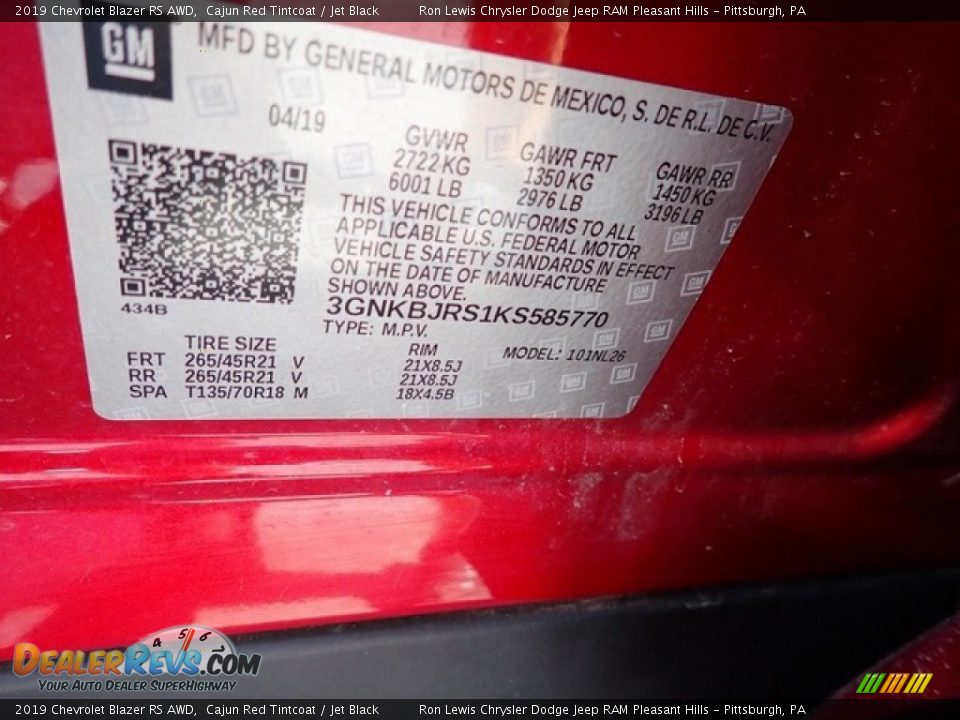 2019 Chevrolet Blazer RS AWD,  Cajun Red Tintcoat / Jet Black        Ron Lewis Chrysler Dodge Jeep RAM Pleasant Hills - Pittsburgh, PA
GM
MFD BY GENERAL MOTORS DE MEXICO, S. DE R.L. DE C.V.
04/19
GVWR GAWR FRT GAWR RR
2722 KG 1350 KG 1450 KG
6001 LB 2976 LB 3196 LB
THIS VEHICLE CONFORMS TO ALL
APPLICABLE U.S. FEDERAL MOTOR
VEHICLE SAFETY STANDARDS IN EFFECT
ON THE DATE OF MANUFACTURE
SHOWN ABOVE.
434B
3GNKBJRS1KS585770
TYPE: M.P.V.
MODEL: 101NL26
TIRE SIZE RIM
FRT 265/45R21 V 21X8.5J
RR 265/45R21 V 21X8.5J
SPA T135/70R18 M 18X4.5B
4 5 6
DealerRevs.com
Your Auto Dealer SuperHighway
2019 Chevrolet Blazer RS AWD,  Cajun Red Tintcoat / Jet Black        Ron Lewis Chrysler Dodge Jeep RAM Pleasant Hills - Pittsburgh, PA